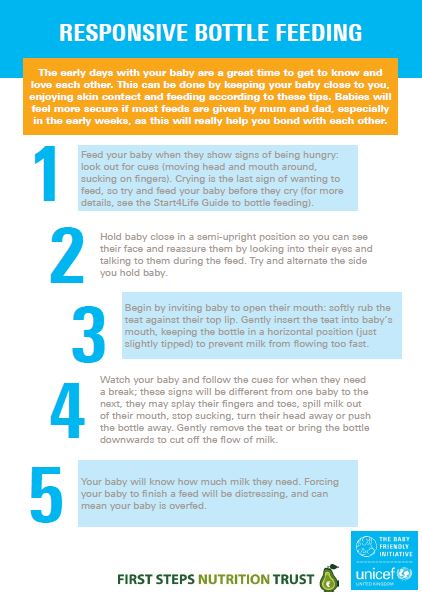 RESPONSIVE BOTTLE FEEDING
The early days with your baby are a great time to get to know and
love each other. This can be done by keeping your baby close to you,
enjoying skin contact and feeding according to these tips. Babies will
feel more secure if most feeds are given by mum and dad, especially
in the early weeks, as this will really help you bond with each other.
1
Feed your baby when they show signs of being hungry:
look out for cues (moving head and mouth around,
sucking on fingers). Crying is the last sign of wanting to
feed, so try and feed your baby before they cry (for more
details, see the Start4Life Guide to bottle feeding).
2
Hold baby close in a semi-upright position so you can see
their face and reassure them by looking into their eyes and
talking to them during the feed. Try and alternate the side
you hold baby.
3
Begin by inviting baby to open their mouth: softly rub the
teat against their top lip. Gently insert the teat into baby's
mouth, keeping the bottle in a horizontal position (just
slightly tipped) to prevent milk from flowing too fast.
4
Watch your baby and follow the cues for when they need
a break; these signs will be different from one baby to the
next, they may splay their fingers and toes, spill milk out
of their mouth, stop sucking, turn their head away or push
the bottle away. Gently remove the teat or bring the bottle
downwards to cut off the flow of milk.
5
Your baby will know how much milk they need. Forcing
your baby to finish a feed will be distressing, and can
mean your baby is overfed.
FIRST STEPS NUTRITION TRUST
THE BABY
FRIENDLY
INITIATIVE
unicef
UNITED KINGDOM